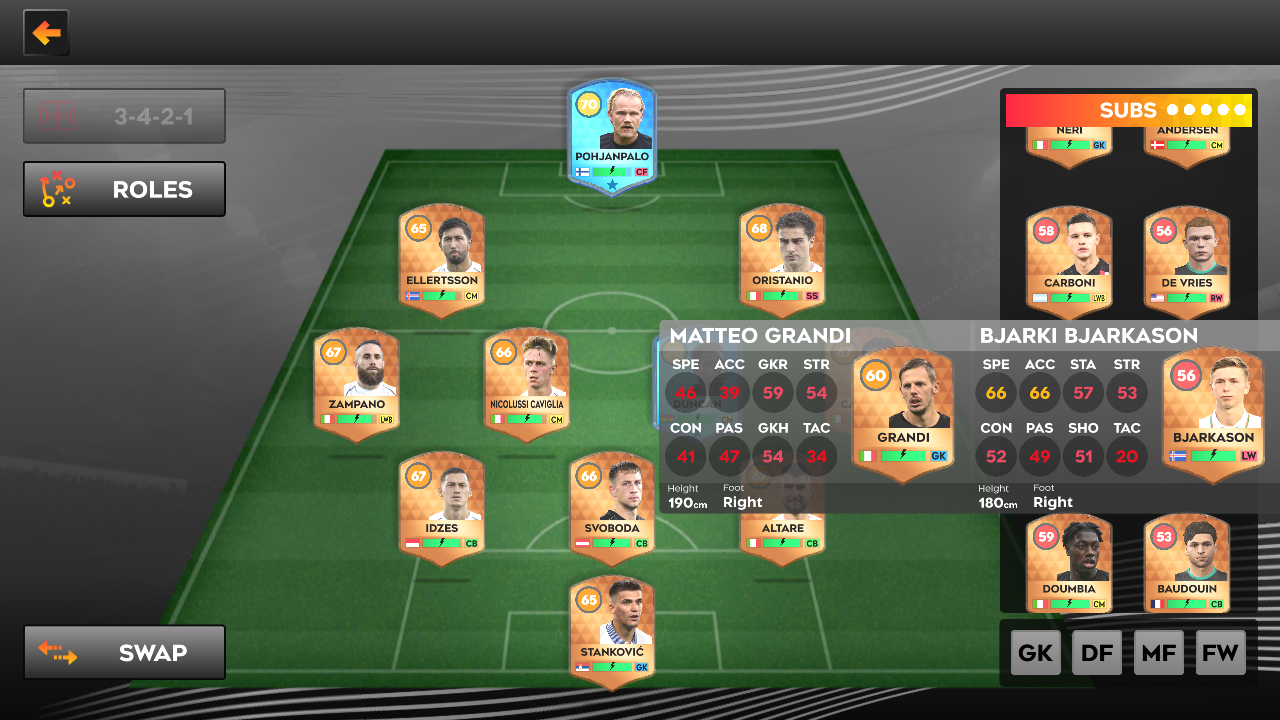 3-4-2-1
ROLES
SWAP
70
POHJANPALO
CF
65
ELLERTSSON
CM
68
ORISTANIO
SS
67
ZAMPANO
LWB
66
NICOLUSSI CAVIGLIA
CM
DUNCAN
67
IDZES
CB
66
SVOBODA
CB
ALTARE
CB
65
STANKOVIĆ
GK
SUBS
NERI
GK
ANDERSEN
CM
58
CARBONI
LWB
56
DE VRIES
RW
MATTEO GRANDI
SPE ACC GKR STR
46 39 59 54
CON PAS GKH TAC
41 47 54 34
Height Foot
190cm Right
60
GRANDI
GK
BJARKI BJARKASON
SPE ACC STA STR
66 66 57 53
CON PAS SHO TAC
52 49 51 20
Height Foot
180cm Right
56
BJARKASON
LW
59
DOUMBIA
CM
53
BAUDOUIN
CB
GK DF MF FW